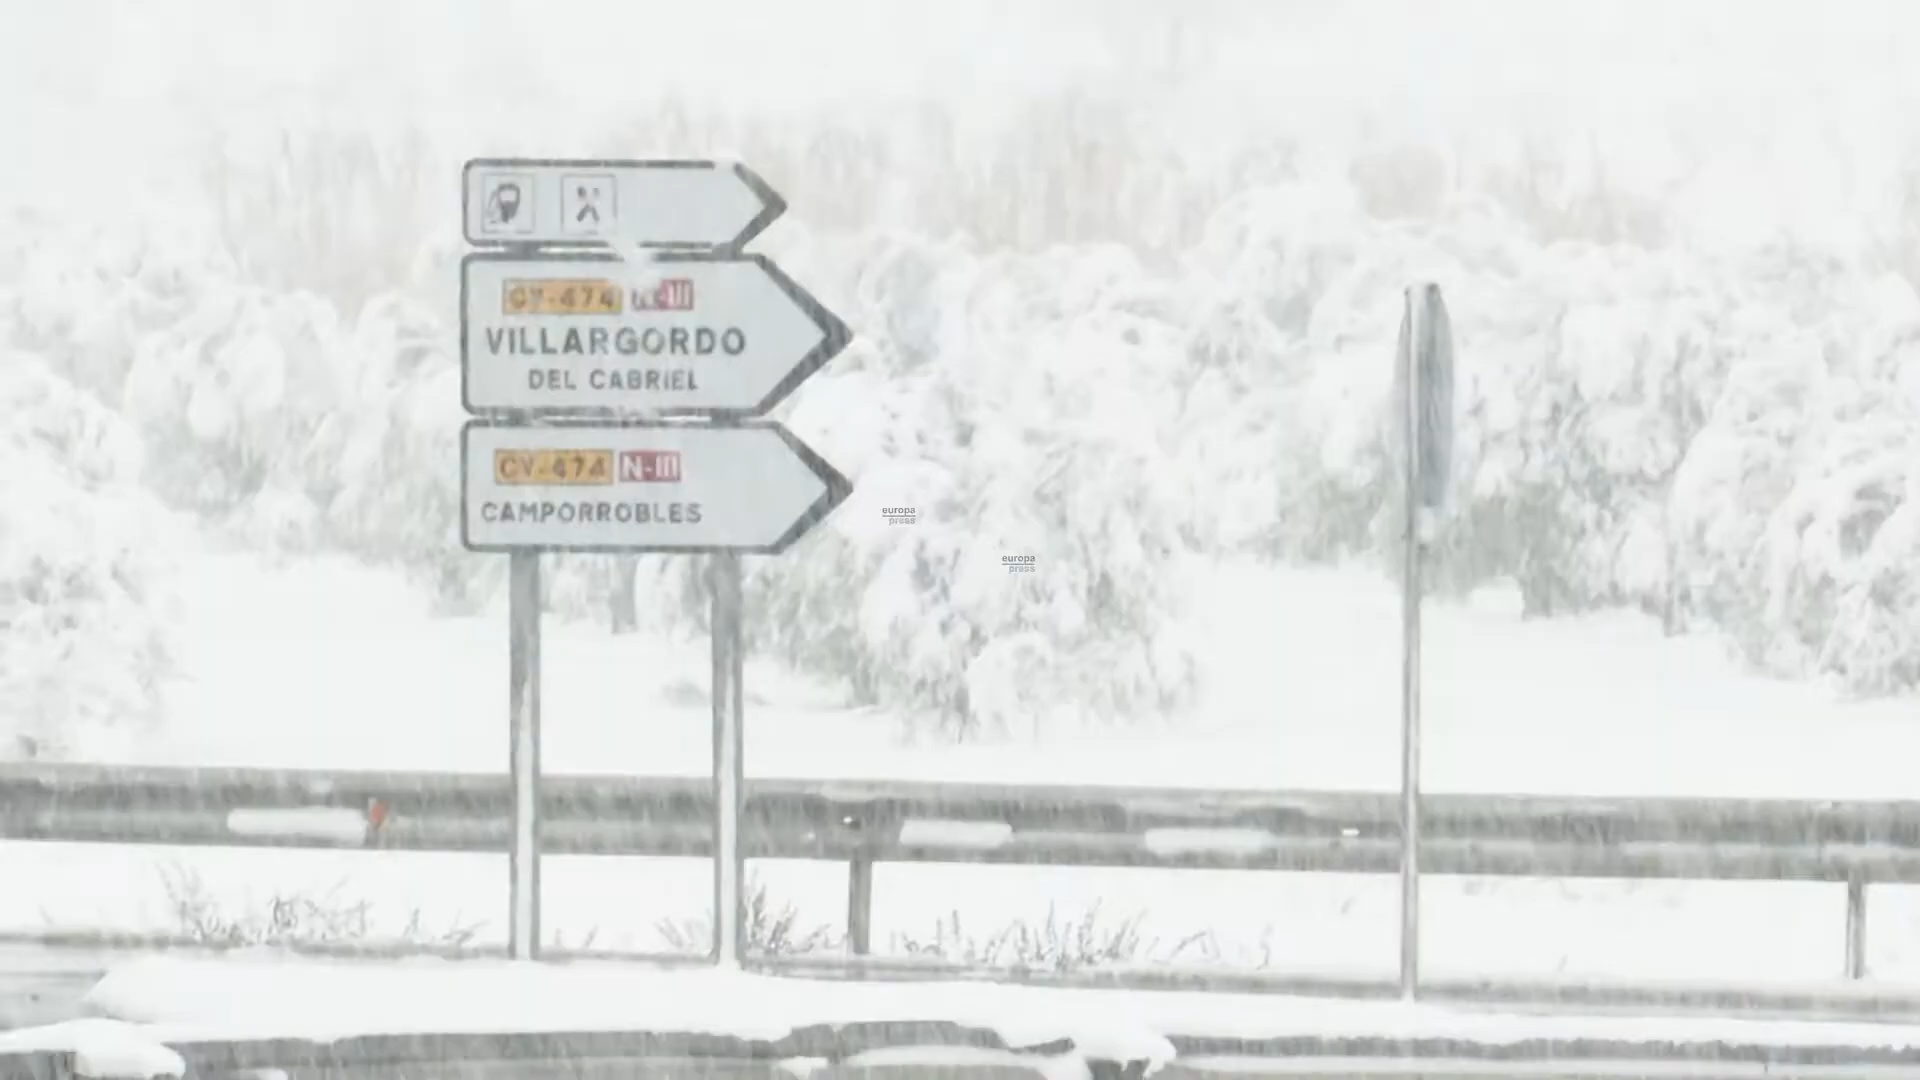 CV-474 N-III
VILLARGORDO
DEL CABRIEL
CV-474 N-III
CAMPORROBLES
europa
press
europa
press